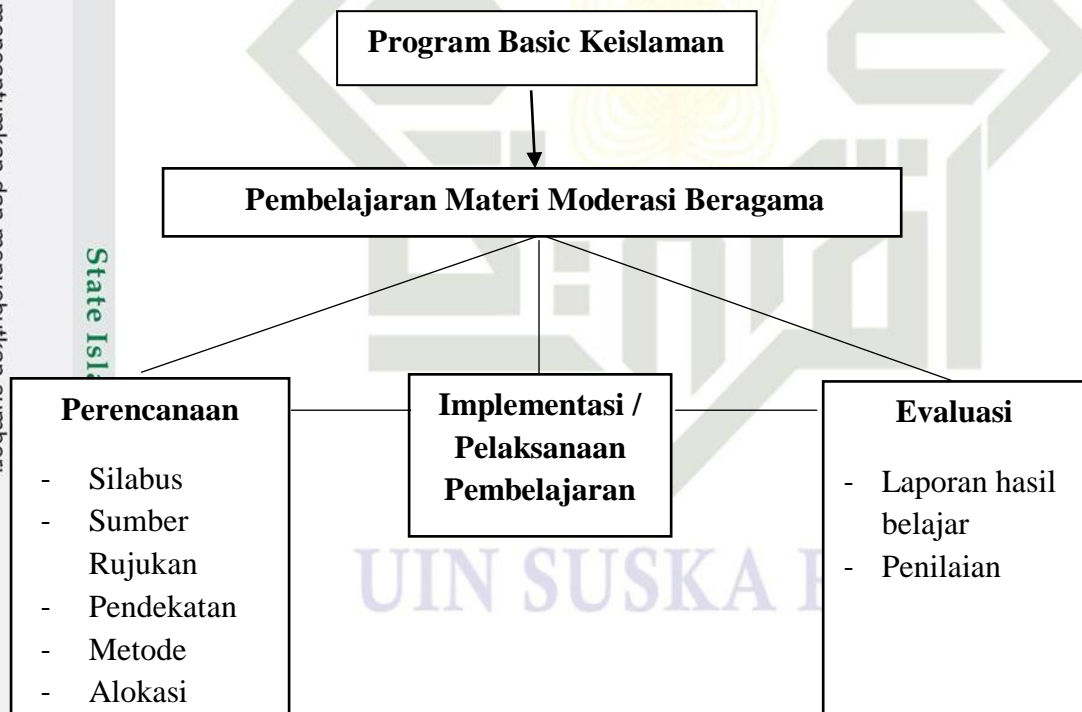 Program Basic Keislaman
Pembelajaran Materi Moderasi Beragama
State Isla
Perencanaan
- Silabus
- Sumber
Rujukan
- Pendekatan
- Metode
- Alokasi
Implementasi /
Pelaksanaan
Pembelajaran
Evaluasi
- Laporan hasil
belajar
- Penilaian
UIN SUSKA